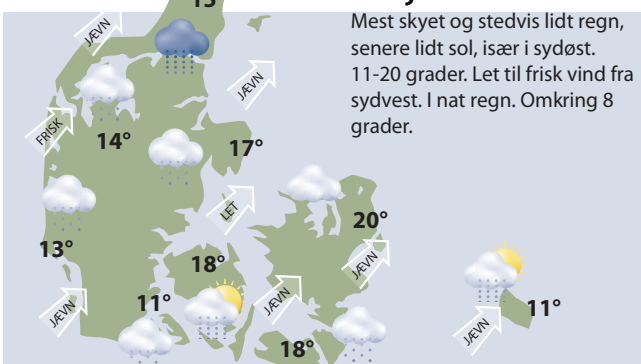 Mest skyet og stedvis lidt regn,
senere lidt sol, især i sydøst.
11-20 grader. Let til frisk vind fra
sydvest. I nat regn. Omkring 8
grader.
JÆVN
JÆVN
FRISK
14°
17°
LET
20°
13°
18°
JÆVN
JÆVN
11°
JÆVN
11°
JÆVN
18°